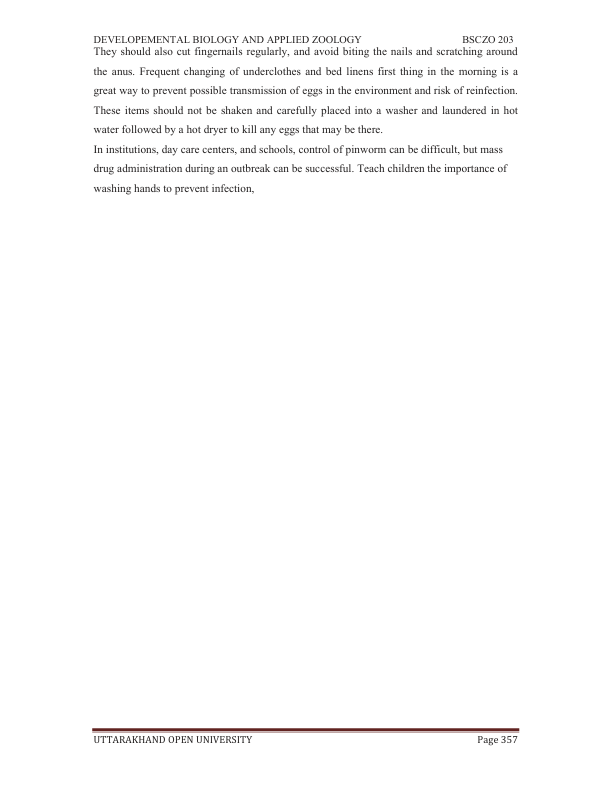 DEVELOPEMENTAL BIOLOGY AND APPLIED ZOOLOGY BSCZO 203
They should also cut fingernails regularly, and avoid biting the nails and scratching around
the anus. Frequent changing of underclothes and bed linens first thing in the morning is a
great way to prevent possible transmission of eggs in the environment and risk of reinfection.
These items should not be shaken and carefully placed into a washer and laundered in hot
water followed by a hot dryer to kill any eggs that may be there.
In institutions, day care centers, and schools, control of pinworm can be difficult, but mass
drug administration during an outbreak can be successful. Teach children the importance of
washing hands to prevent infection,
UTTARAKHAND OPEN UNIVERSITY Page 357